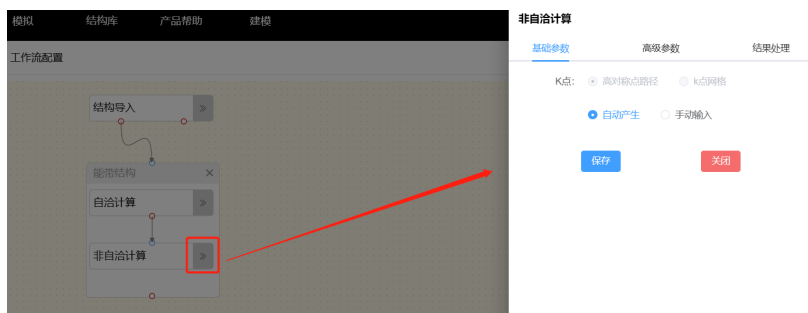 模拟 结构库 产品帮助 建模
工作流配置
结构导入
能带结构
自洽计算
非自洽计算
非自洽计算
基础参数 高级参数 结果处理
K点: 高对称点路径 k点网格
自动产生 手动输入
保存 关闭